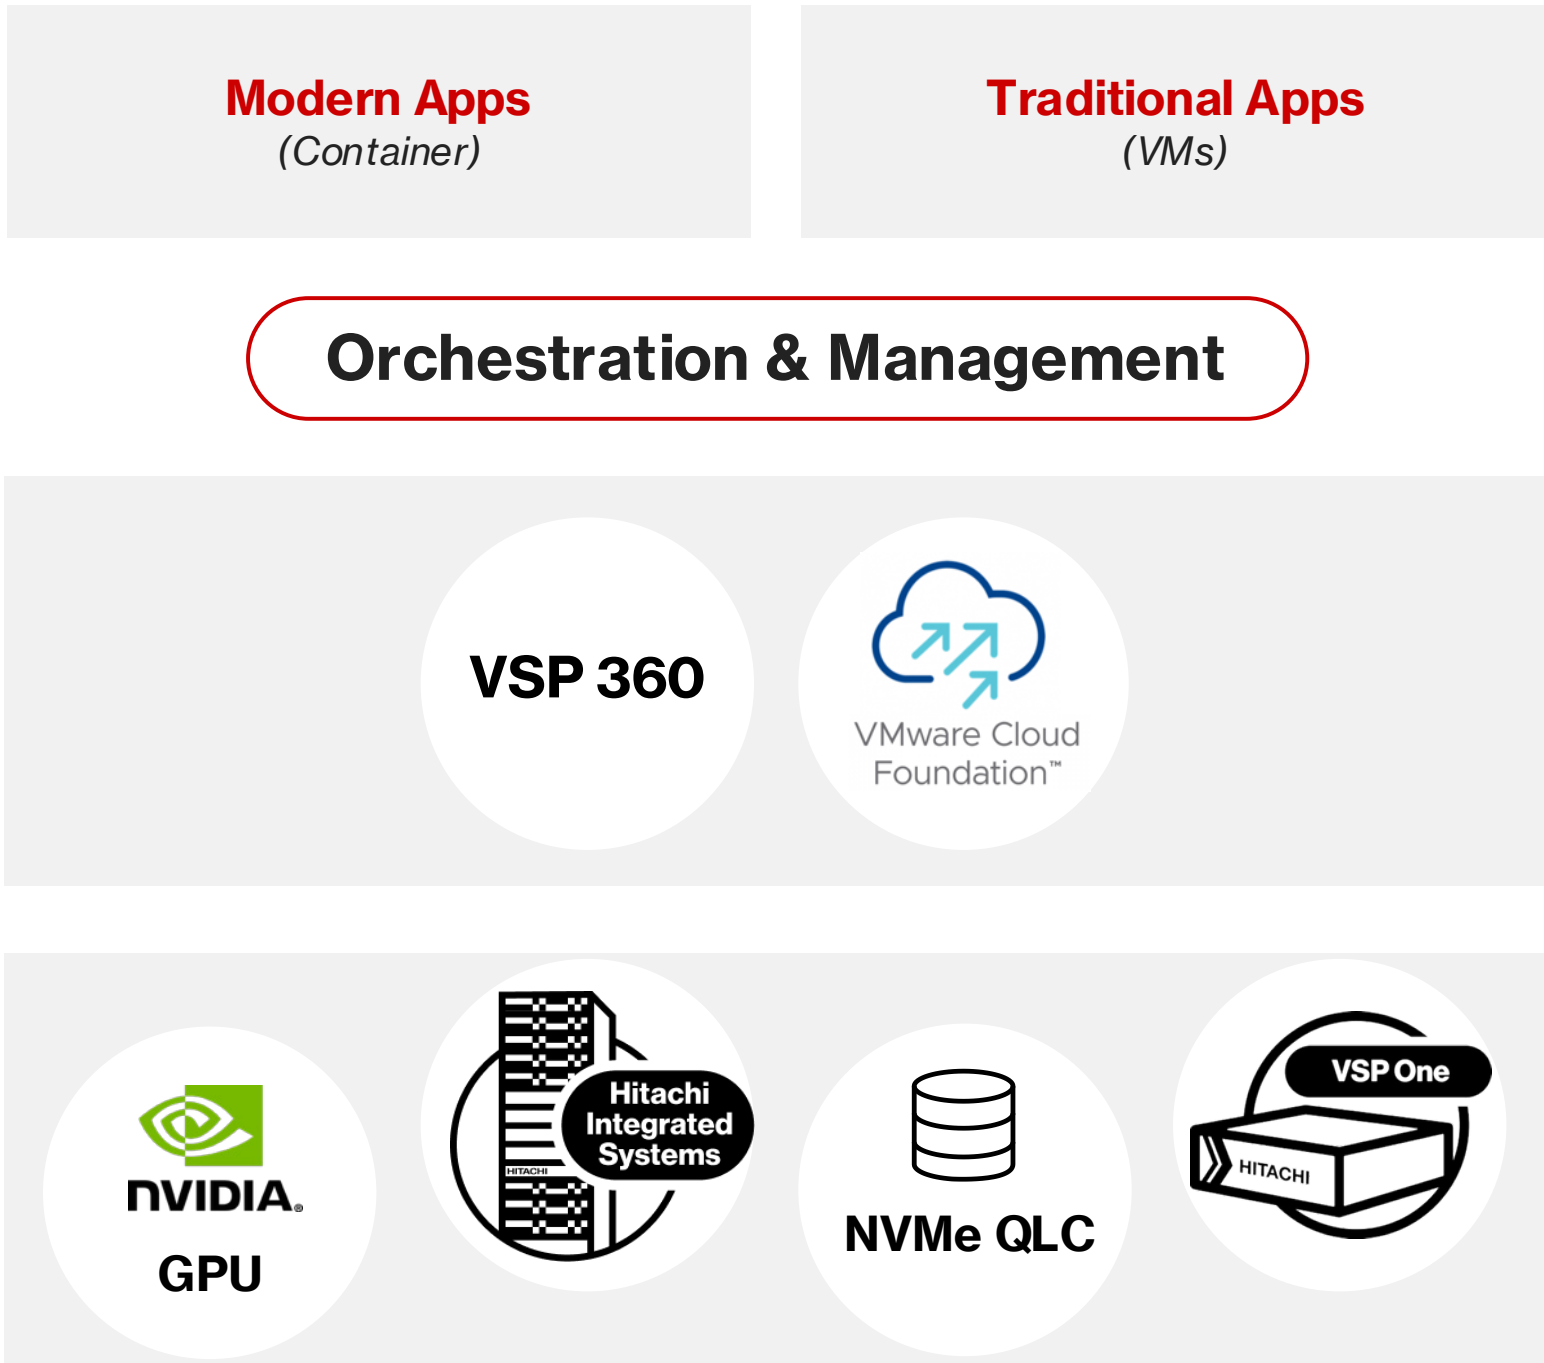 Modern Apps
(Container)
Traditional Apps
(VMs)
Orchestration & Management
VSP 360
VMware Cloud
Foundation™
NVIDIA®
GPU
Hitachi
Integrated
Systems
HITACHI
NVMe QLC
VSP One
HITACHI